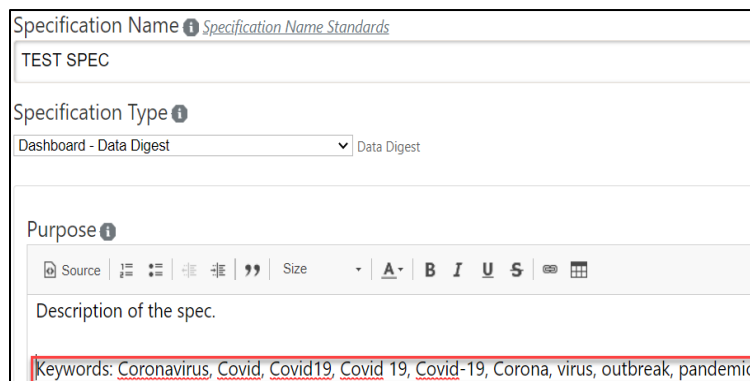 Specification Name Specification Name Standards
TEST SPEC
Specification Type
Dashboard - Data Digest Data Digest
Purpose
Source Size A B I U S
Description of the spec.
Keywords: Coronavirus, Covid, Covid19, Covid 19, Covid-19, Corona, virus, outbreak, pandemic